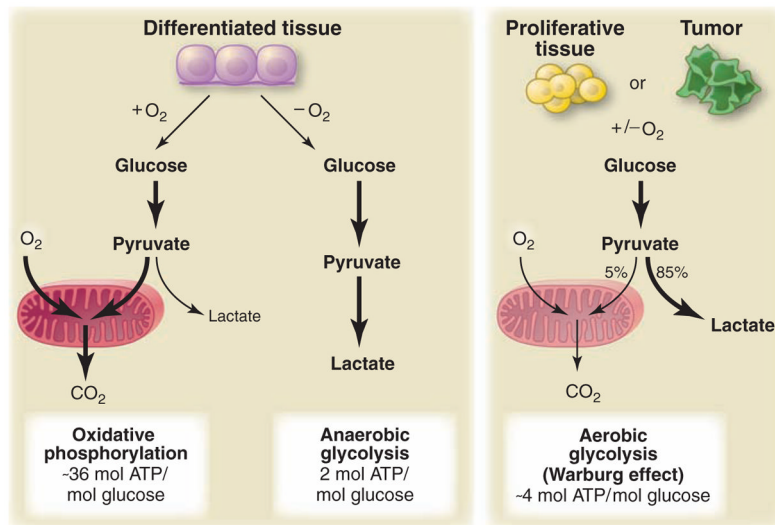 Differentiated tissue
+O2
−O2
Glucose
Glucose
O2
Pyruvate
Pyruvate
Lactate
Lactate
CO2
Oxidative
phosphorylation
~36 mol ATP/
mol glucose
Anaerobic
glycolysis
2 mol ATP/
mol glucose
Proliferative
tissue
Tumor
or
+/−O2
Glucose
O2
Pyruvate
5%
85%
Lactate
CO2
Aerobic
glycolysis
(Warburg effect)
~4 mol ATP/mol glucose